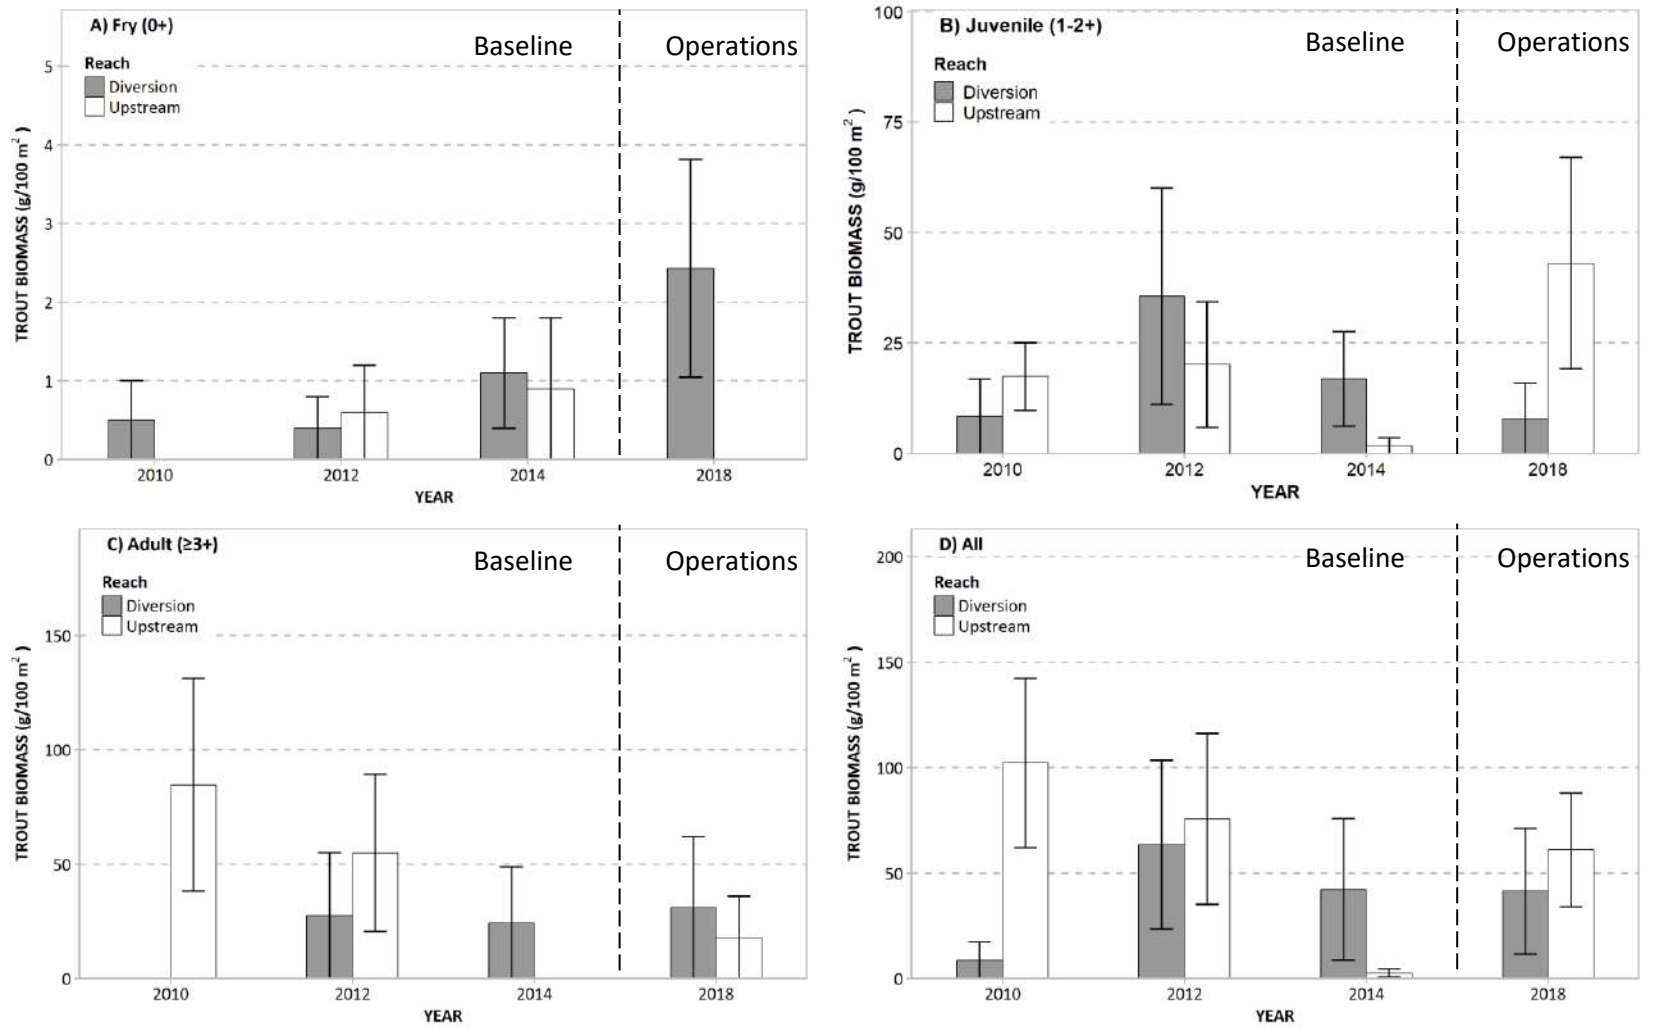 A) Fry (0+)
Baseline
Operations
Reach
Diversion
Upstream
TROUT BIOMASS (g/100 m²)
5
4
3
2
1
0
2010
2012
2014
2018
YEAR
B) Juvenile (1-2+)
Baseline
Operations
Reach
Diversion
Upstream
TROUT BIOMASS (g/100 m²)
100
75
50
25
0
2010
2012
2014
2018
YEAR
C) Adult (≥3+)
Baseline
Operations
Reach
Diversion
Upstream
TROUT BIOMASS (g/100 m²)
150
100
50
0
2010
2012
2014
2018
YEAR
D) All
Baseline
Operations
Reach
Diversion
Upstream
TROUT BIOMASS (g/100 m²)
200
150
100
50
0
2010
2012
2014
2018
YEAR